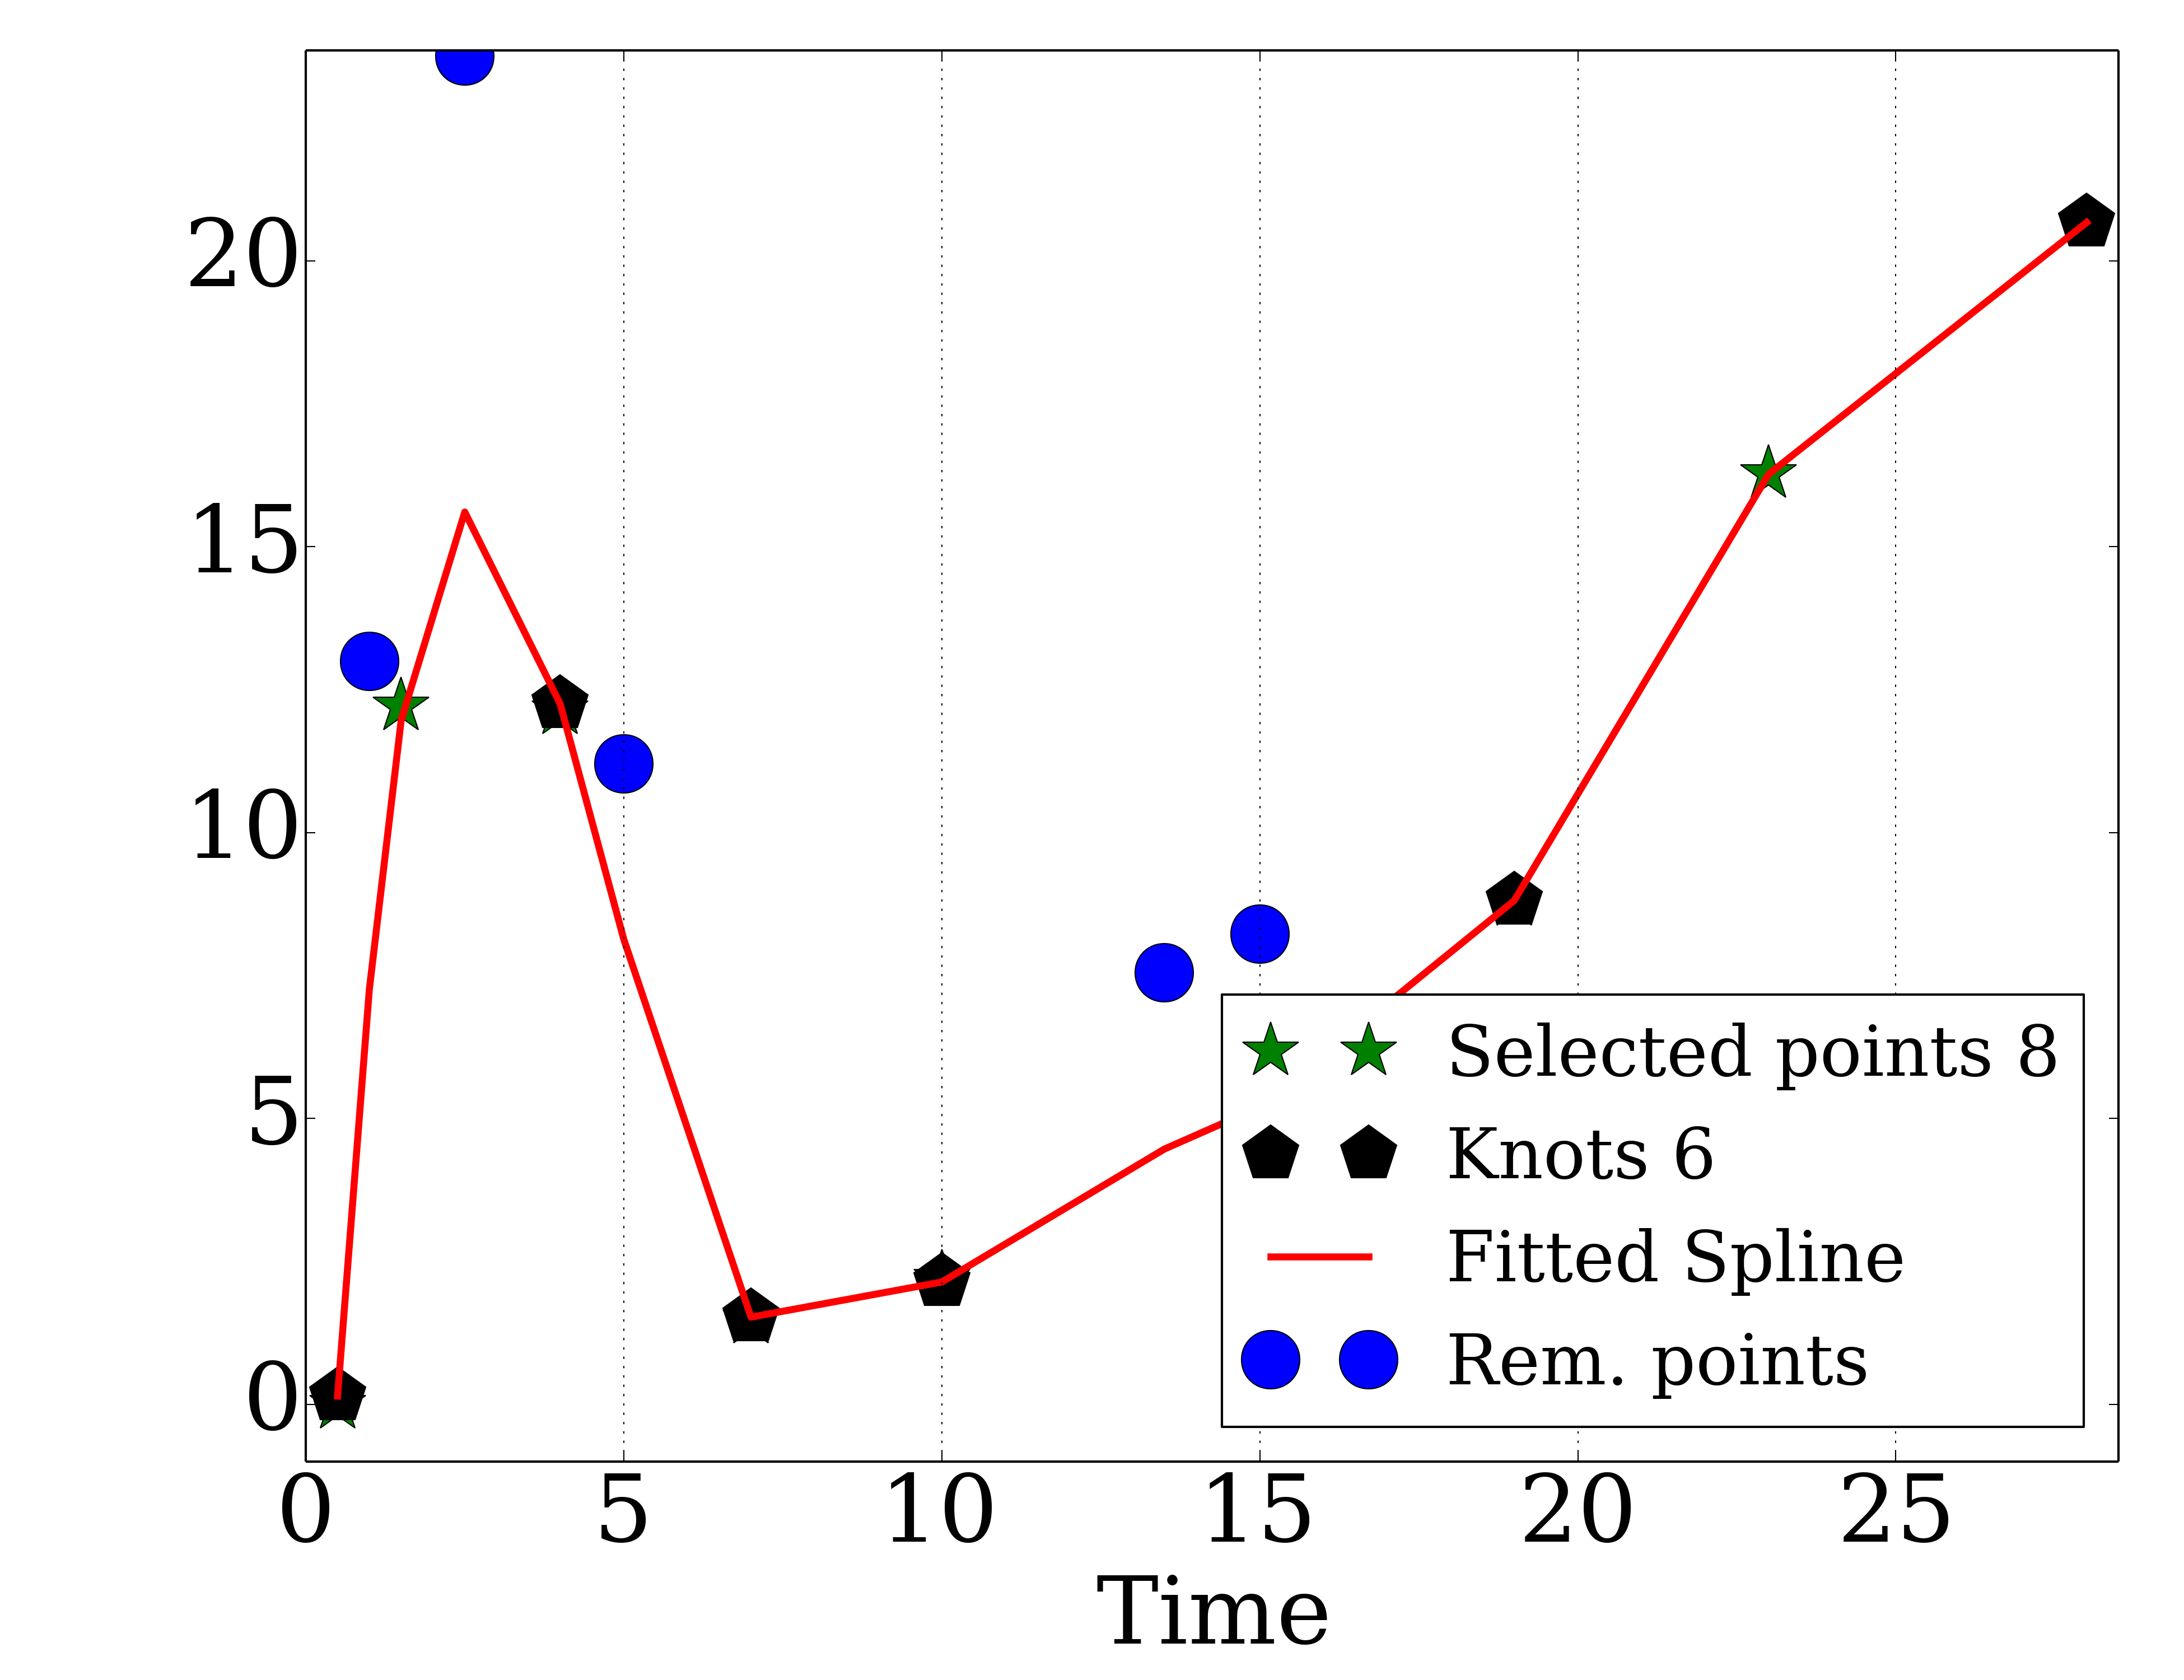 20
15
10
5
0
0 5 10 15 20 25
Time
Selected points 8
Knots 6
Fitted Spline
Rem. points